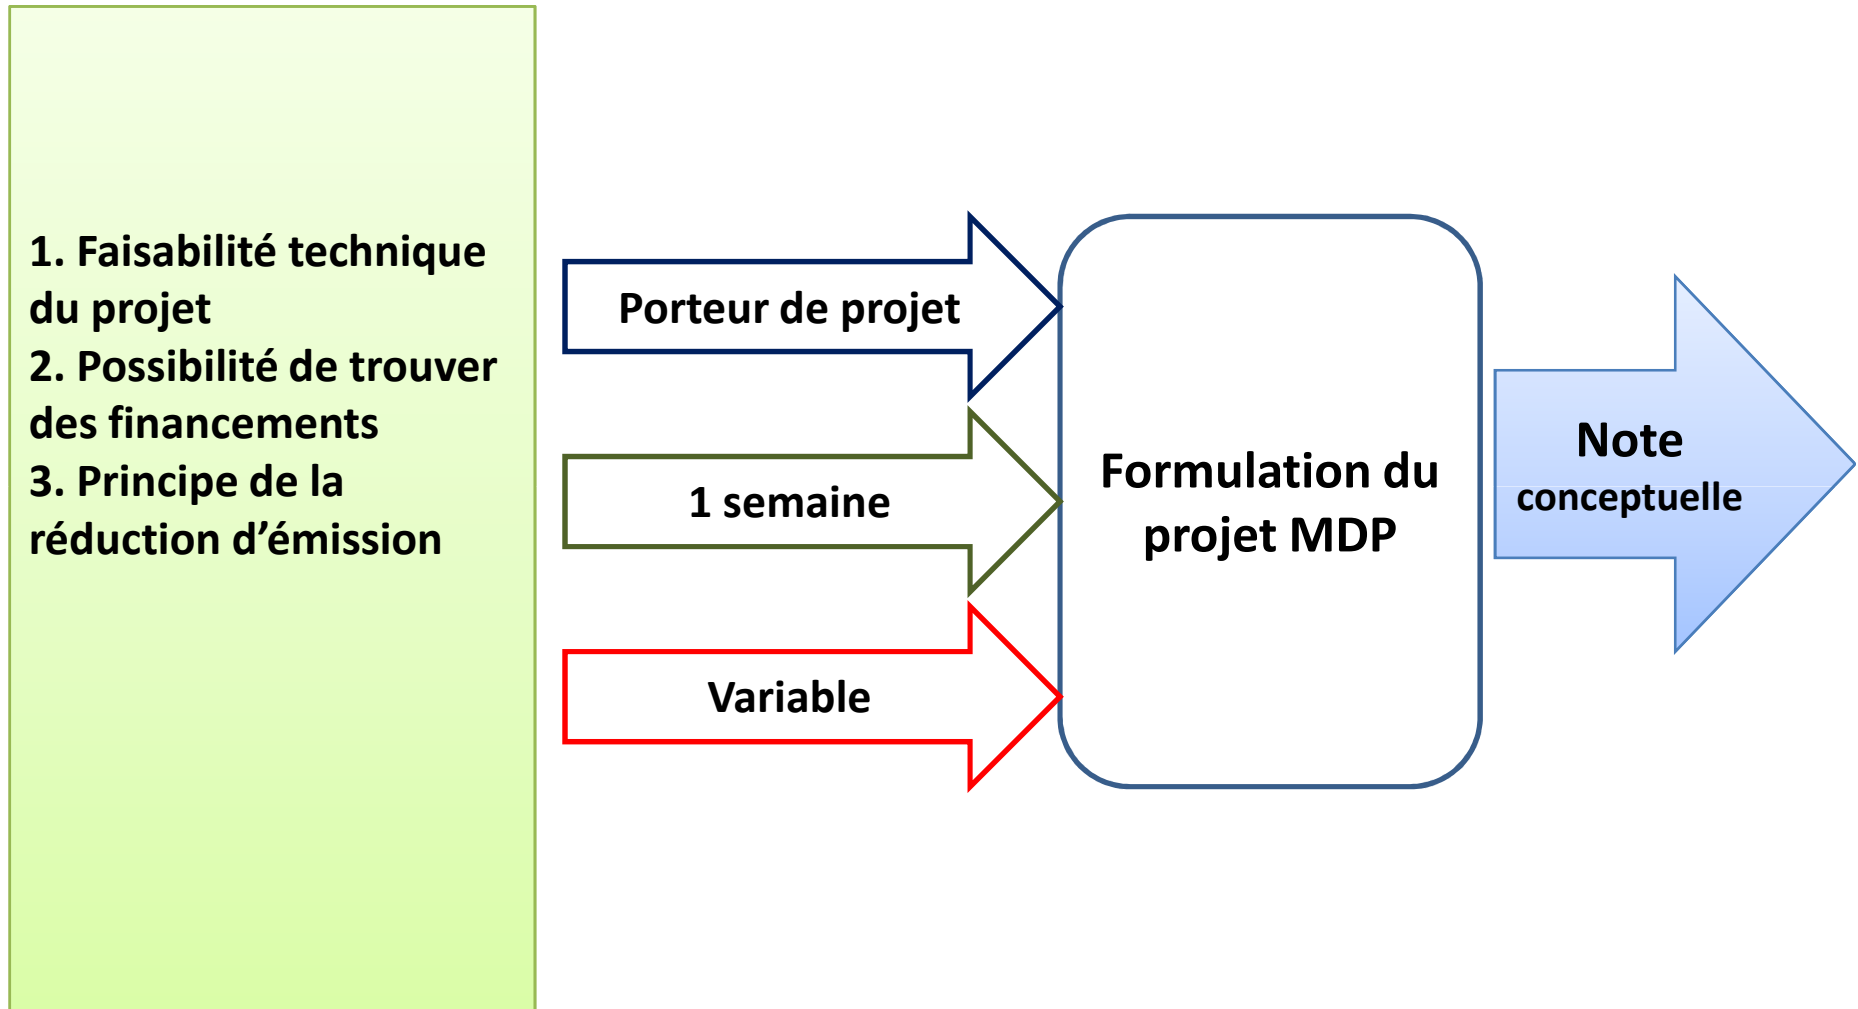 1. Faisabilité technique
du projet
2. Possibilité de trouver
des financements
3. Principe de la
réduction d’émission
Porteur de projet
1 semaine
Variable
Formulation du
projet MDP
Note
conceptuelle